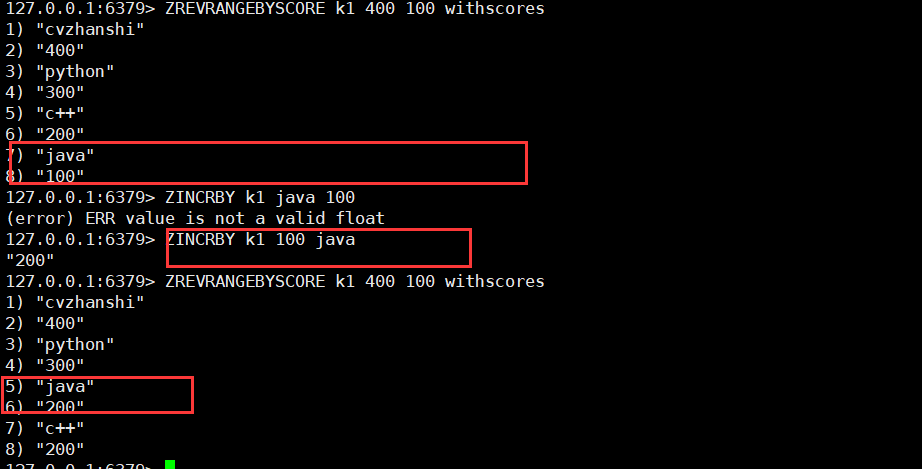 127.0.0.1:6379> ZREVRANGEBYSCORE k1 400 100 withscores
1) "cvzhanshi"
2) "400"
3) "python"
4) "300"
5) "c++"
6) "200"
7) "java"
8) "100"
127.0.0.1:6379> ZINCRBY k1 java 100
(error) ERR value is not a valid float
127.0.0.1:6379> ZINCRBY k1 100 java
"200"
127.0.0.1:6379> ZREVRANGEBYSCORE k1 400 100 withscores
1) "cvzhanshi"
2) "400"
3) "python"
4) "300"
5) "java"
6) "200"
7) "c++"
8) "200"
127.0.0.1:6379>